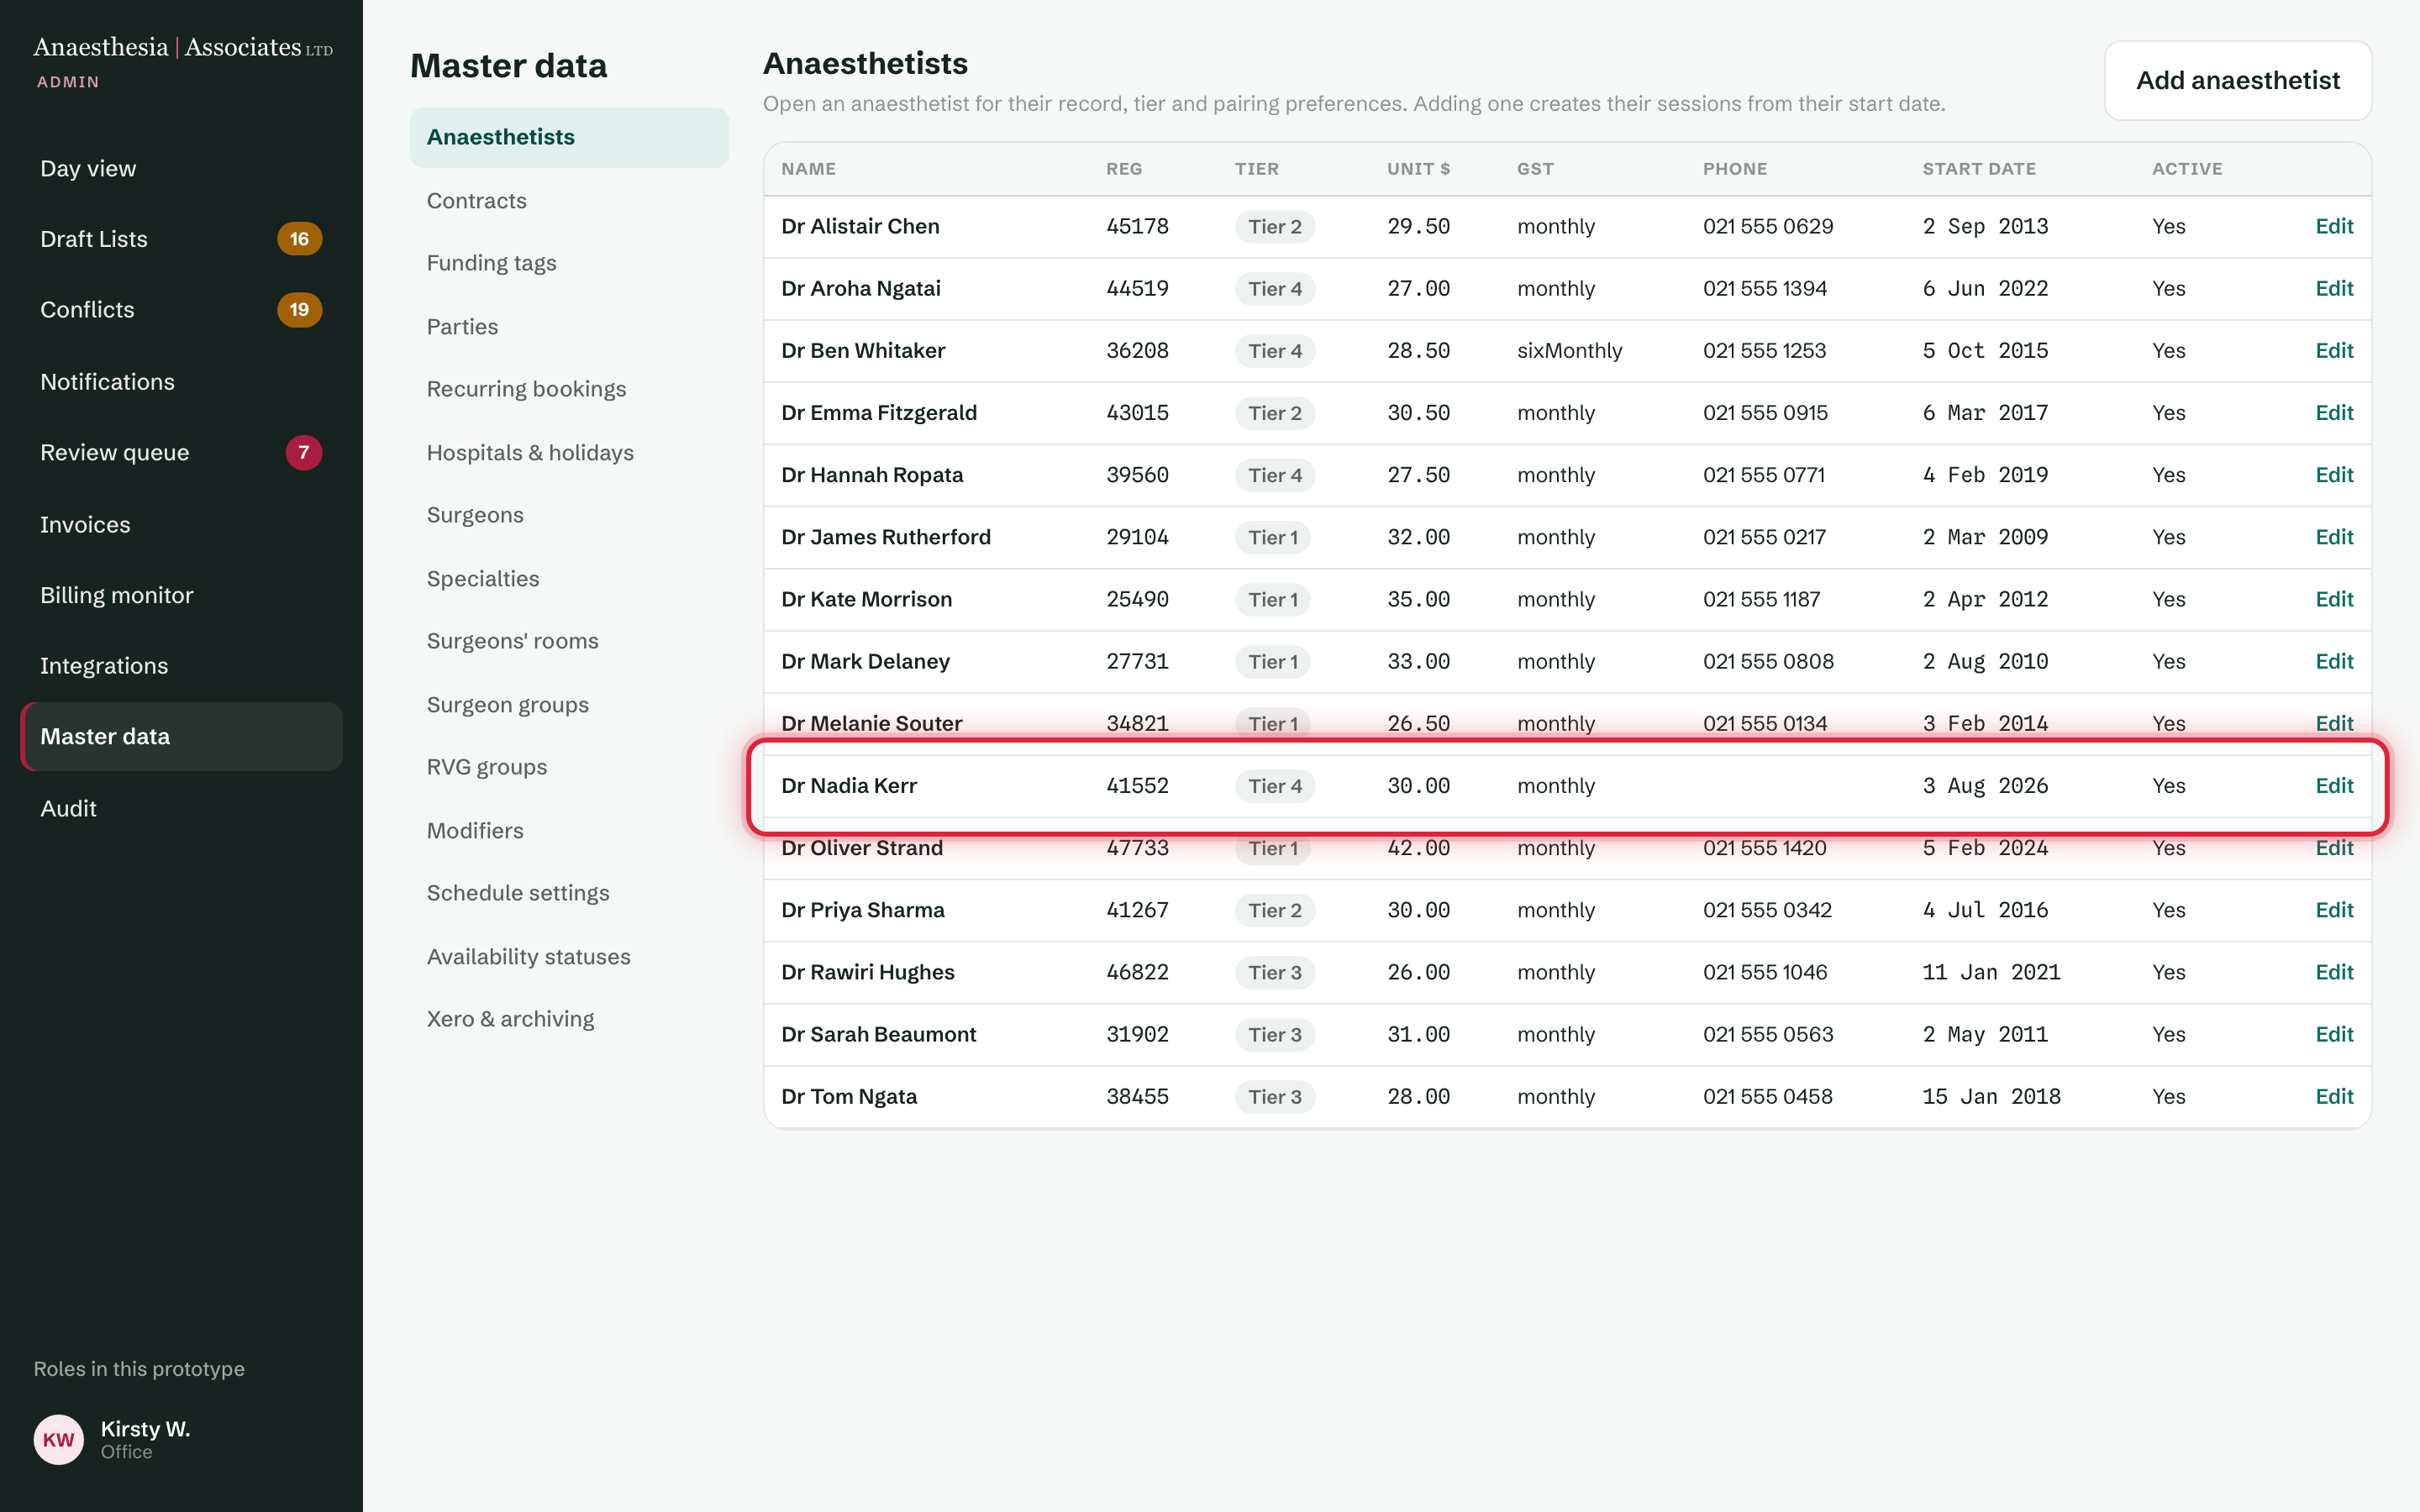 Anaesthesia | Associates LTD
ADMIN
Day view
Draft Lists 16
Conflicts 19
Notifications
Review queue 7
Invoices
Billing monitor
Integrations
Master data
Audit
Roles in this prototype
KW
Kirsty W.
Office
Master data
Anaesthetists
Contracts
Funding tags
Parties
Recurring bookings
Hospitals & holidays
Surgeons
Specialties
Surgeons' rooms
Surgeon groups
RVG groups
Modifiers
Schedule settings
Availability statuses
Xero & archiving
Anaesthetists
Open an anaesthetist for their record, tier and pairing preferences. Adding one creates their sessions from their start date.
Add anaesthetist
NAME REG TIER UNIT $ GST PHONE START DATE ACTIVE
Dr Alistair Chen 45178 Tier 2 29.50 monthly 021 555 0629 2 Sep 2013 Yes Edit
Dr Aroha Ngatai 44519 Tier 4 27.00 monthly 021 555 1394 6 Jun 2022 Yes Edit
Dr Ben Whitaker 36208 Tier 4 28.50 sixMonthly 021 555 1253 5 Oct 2015 Yes Edit
Dr Emma Fitzgerald 43015 Tier 2 30.50 monthly 021 555 0915 6 Mar 2017 Yes Edit
Dr Hannah Ropata 39560 Tier 4 27.50 monthly 021 555 0771 4 Feb 2019 Yes Edit
Dr James Rutherford 29104 Tier 1 32.00 monthly 021 555 0217 2 Mar 2009 Yes Edit
Dr Kate Morrison 25490 Tier 1 35.00 monthly 021 555 1187 2 Apr 2012 Yes Edit
Dr Mark Delaney 27731 Tier 1 33.00 monthly 021 555 0808 2 Aug 2010 Yes Edit
Dr Melanie Souter 34821 Tier 1 26.50 monthly 021 555 0134 3 Feb 2014 Yes Edit
Dr Nadia Kerr 41552 Tier 4 30.00 monthly 3 Aug 2026 Yes Edit
Dr Oliver Strand 47733 Tier 1 42.00 monthly 021 555 1420 5 Feb 2024 Yes Edit
Dr Priya Sharma 41267 Tier 2 30.00 monthly 021 555 0342 4 Jul 2016 Yes Edit
Dr Rawiri Hughes 46822 Tier 3 26.00 monthly 021 555 1046 11 Jan 2021 Yes Edit
Dr Sarah Beaumont 31902 Tier 3 31.00 monthly 021 555 0563 2 May 2011 Yes Edit
Dr Tom Ngata 38455 Tier 3 28.00 monthly 021 555 0458 15 Jan 2018 Yes Edit